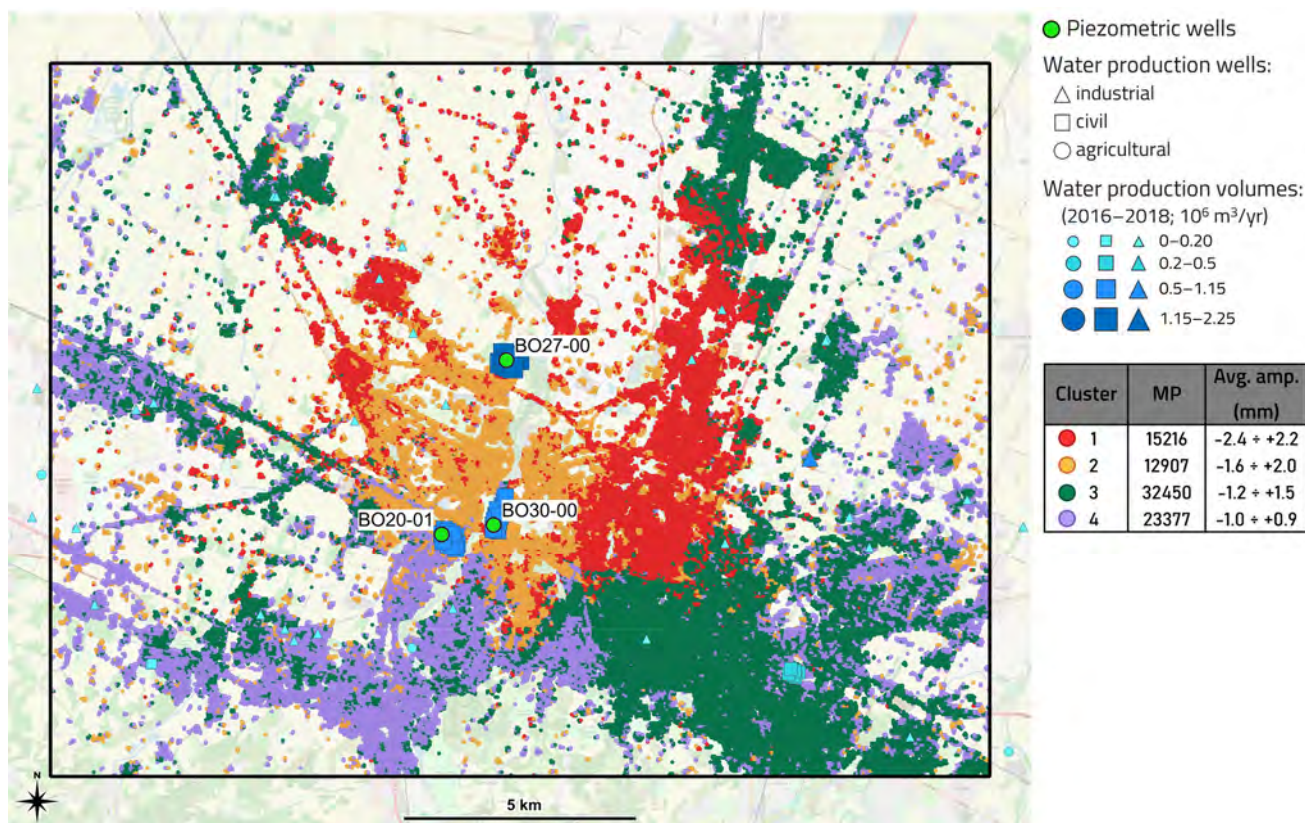 Piezometric wells
Water production wells:
industrial
civil
agricultural
Water production volumes:
(2016–2018; 10⁶ m³/yr)
0–0.20
0.2–0.5
0.5–1.15
1.15–2.25
Cluster MP Avg. amp. (mm)
1 15216 -2.4 ÷ +2.2
2 12907 -1.6 ÷ +2.0
3 32450 -1.2 ÷ +1.5
4 23377 -1.0 ÷ +0.9
BO27-00
BO30-00
BO20-01
N
5 km